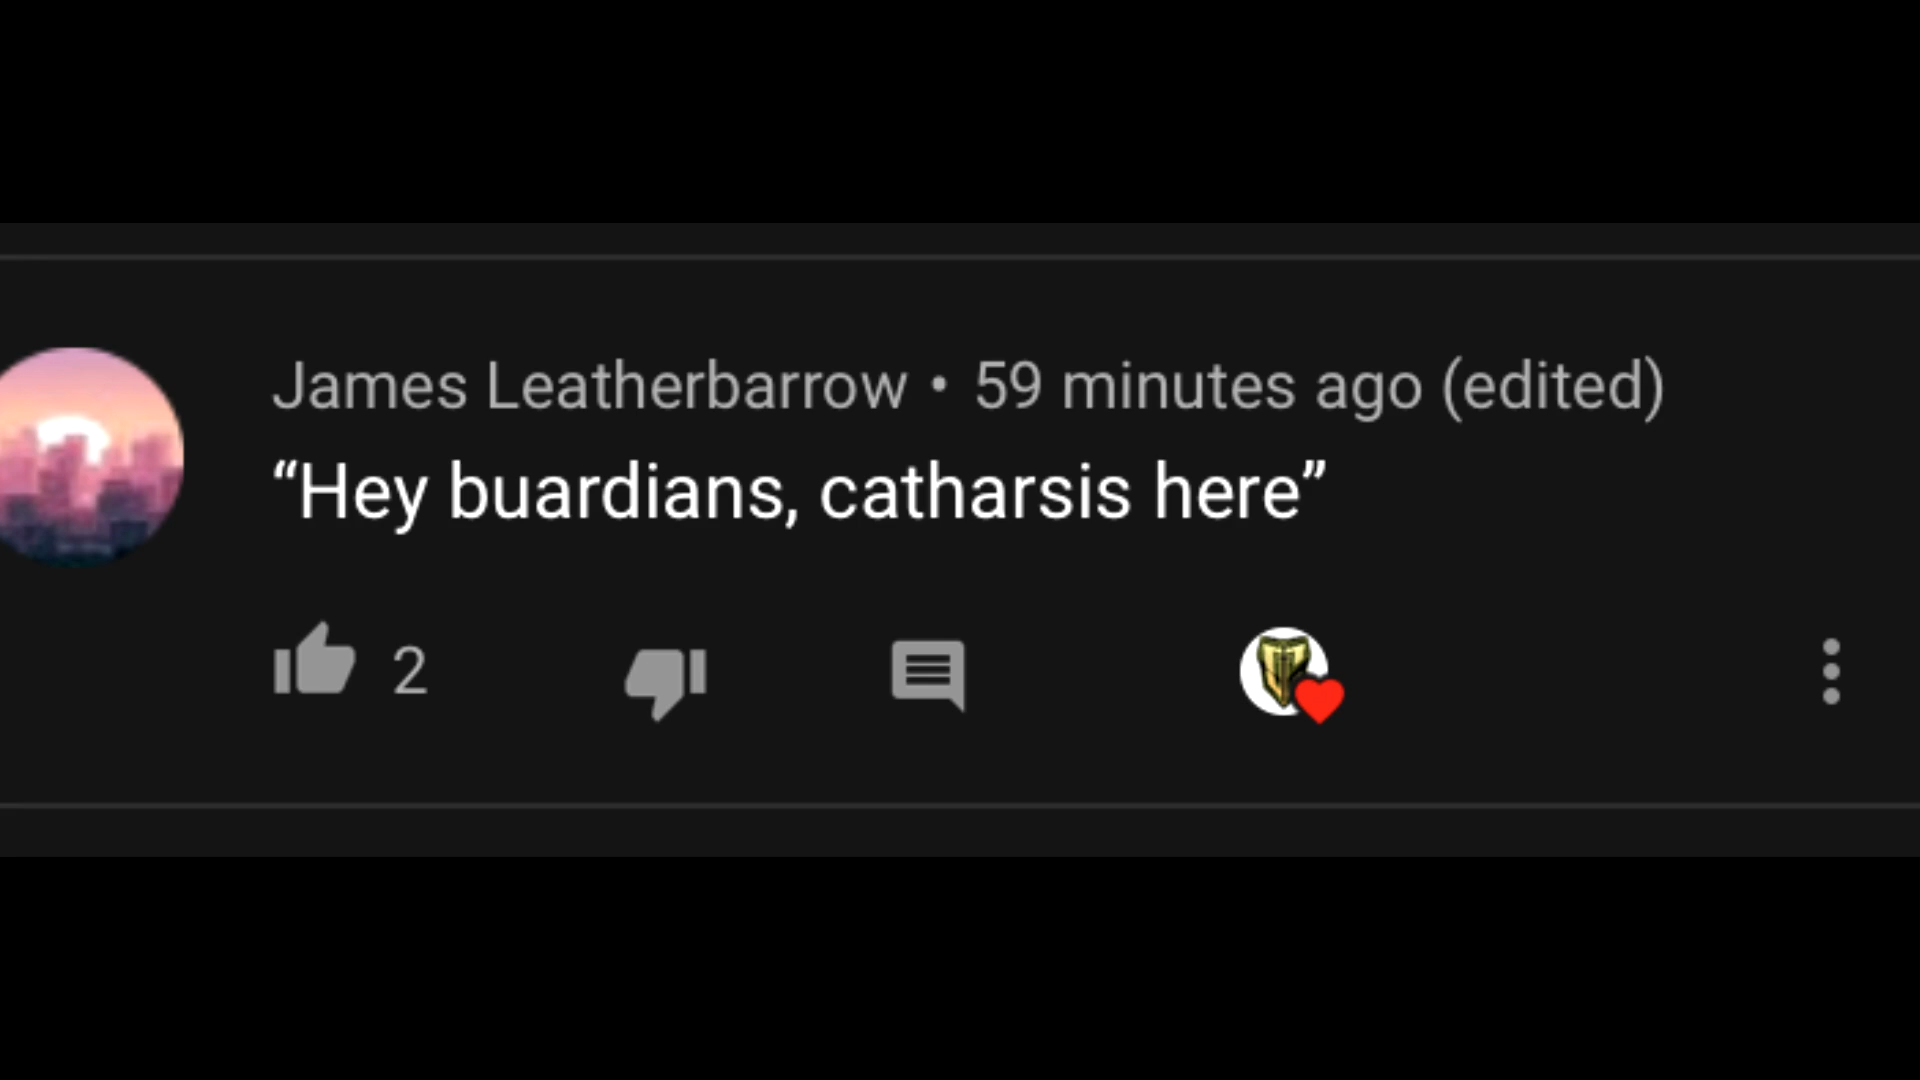 James Leatherbarrow • 59 minutes ago (edited)
“Hey buardians, catharsis here”
2